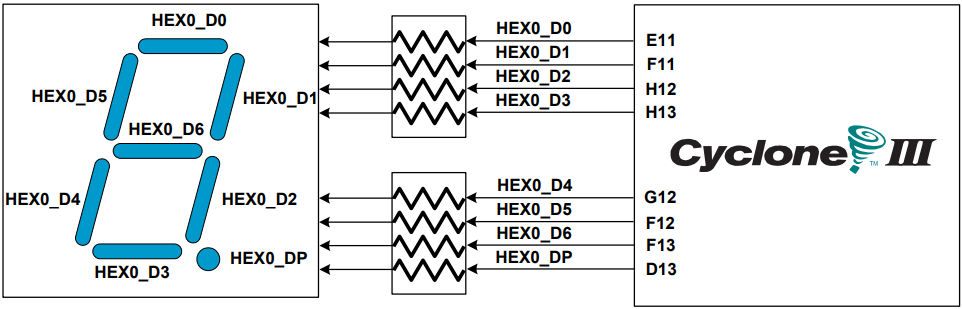 HEX0_D0
HEX0_D5
HEX0_D1
HEX0_D6
HEX0_D4
HEX0_D2
HEX0_D3
HEX0_DP
HEX0_D0
HEX0_D1
HEX0_D2
HEX0_D3
HEX0_D4
HEX0_D5
HEX0_D6
HEX0_DP
E11
F11
H12
H13
Cyclone III
TM
G12
F12
F13
D13